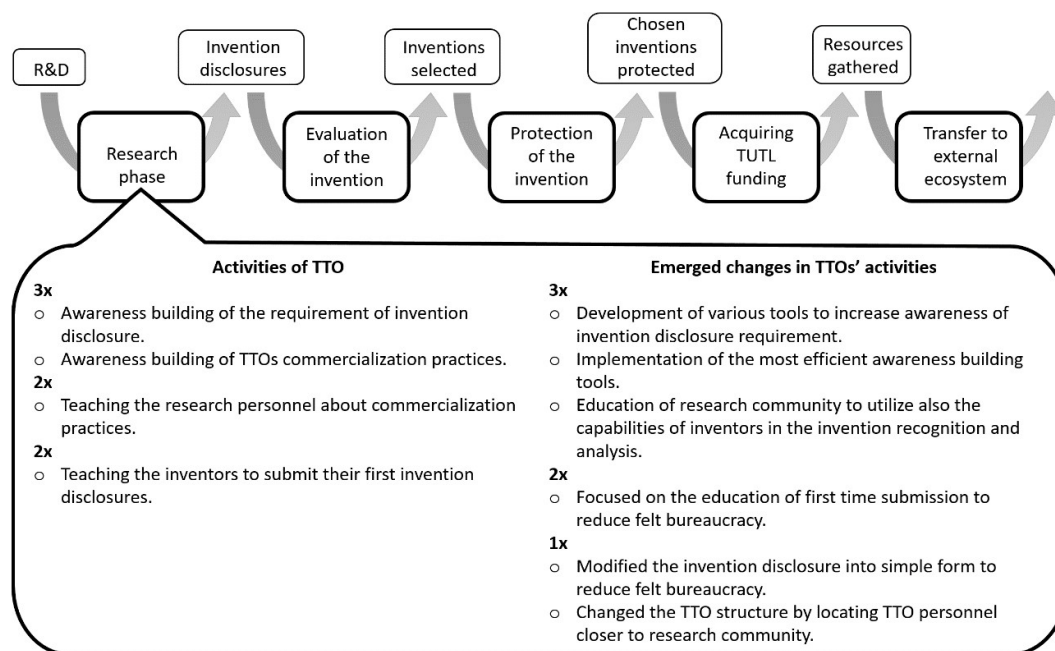 R&D
Invention
disclosures
Inventions
selected
Chosen
inventions
protected
Resources
gathered
Research
phase
Evaluation
of the
invention
Protection
of the
invention
Acquiring
TUTL
funding
Transfer to
external
ecosystem
Activities of TTO
3x
o Awareness building of the requirement of invention
disclosure.
o Awareness building of TTOs commercialization practices.
2x
o Teaching the research personnel about commercialization
practices.
2x
o Teaching the inventors to submit their first invention
disclosures.
Emerged changes in TTOs’ activities
3x
o Development of various tools to increase awareness of
invention disclosure requirement.
o Implementation of the most efficient awareness building
tools.
o Education of research community to utilize also the
capabilities of inventors in the invention recognition and
analysis.
2x
o Focused on the education of first time submission to
reduce felt bureaucracy.
1x
o Modified the invention disclosure into simple form to
reduce felt bureaucracy.
o Changed the TTO structure by locating TTO personnel
closer to research community.